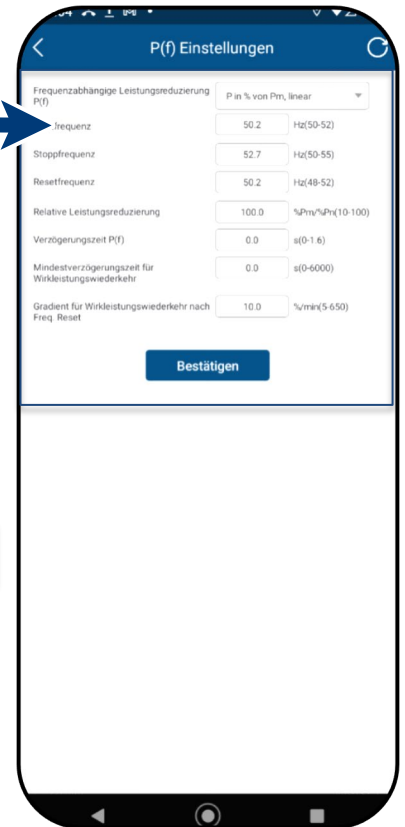 P(f) Einstellungen
Frequenzabhängige Leistungsreduzierung
P(f)
P in % von Pm, linear
frequenz
50.2
Hz(50-52)
Stoppfrequenz
52.7
Hz(50-55)
Resetfrequenz
50.2
Hz(48-52)
Relative Leistungsreduzierung
100.0
%Pm/%Pn(10-100)
Verzögerungszeit P(f)
0.0
s(0-1.6)
Mindestverzögerungszeit für
Wirkleistungswiederkehr
0.0
s(0-6000)
Gradient für Wirkleistungswiederkehr nach
Freq. Reset
10.0
%/min(5-650)
Bestätigen